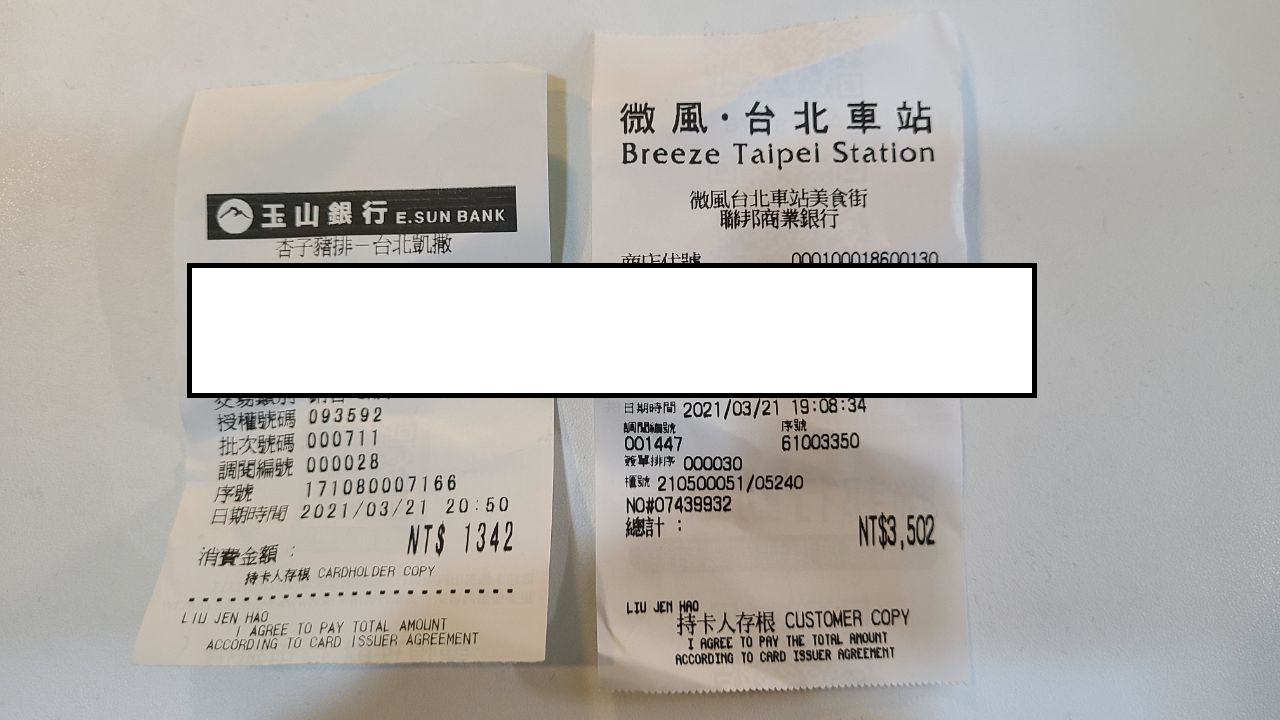 玉山銀行 E.SUN BANK
杏子豬排－台北凱撒
授權號碼 093592
批次號碼 000711
調閱編號 000028
序號 171080007166
日期時間 2021/03/21 20:50
消費金額： NT$ 1342
持卡人存根 CARDHOLDER COPY
LIU JEN HAO
I AGREE TO PAY TOTAL AMOUNT
ACCORDING TO CARD ISSUER AGREEMENT
微風·台北車站
Breeze Taipei Station
微風台北車站美食街
聯邦商業銀行
商店代號 000100018600130
日期時間 2021/03/21 19:08:34
調閱編號 序號
001447 61003350
簽單排序 000030
櫃號 210500051/05240
NO#07439932
總計： NT$3,502
LIU JEN HAO
持卡人存根 CUSTOMER COPY
I AGREE TO PAY THE TOTAL AMOUNT
ACCORDING TO CARD ISSUER AGREEMENT